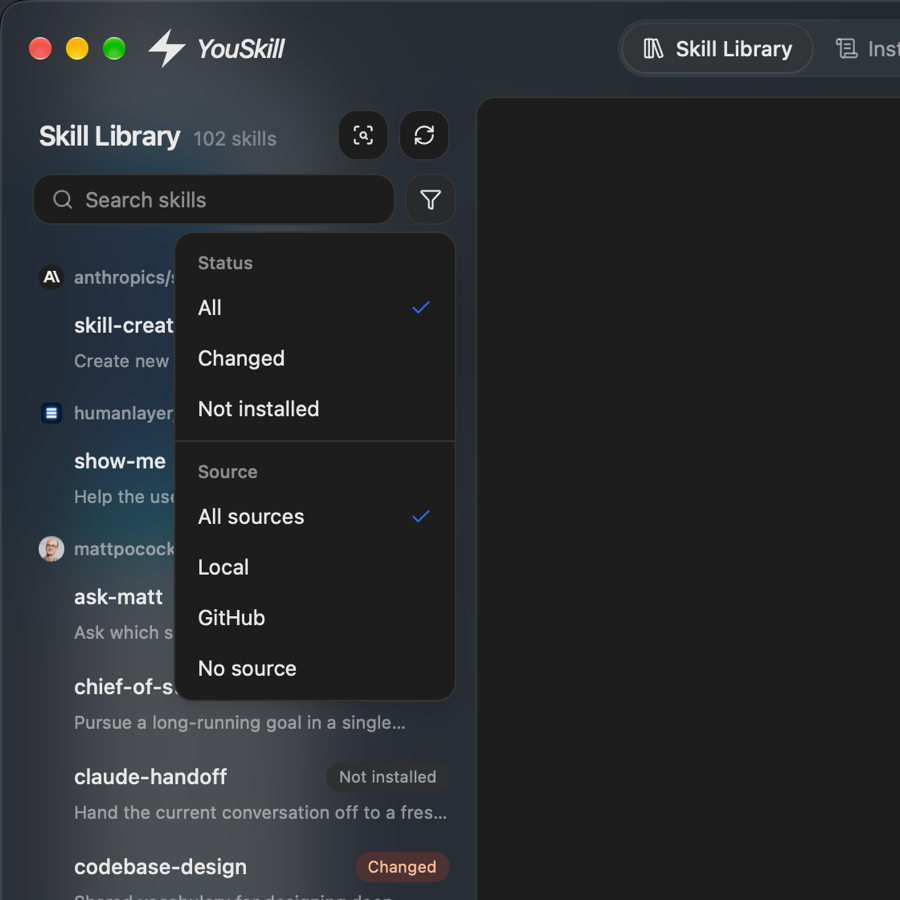 YouSkill
Skill Library
Skill Library 102 skills
Search skills
anthropics/
Status
All
skill-creat
Create new
Changed
Not installed
humanlayer
Source
show-me
Help the use
All sources
mattpocock
Local
ask-matt
Ask which s
GitHub
No source
chief-of-s
Pursue a long-running goal in a single...
claude-handoff Not installed
Hand the current conversation off to a fres...
codebase-design Changed